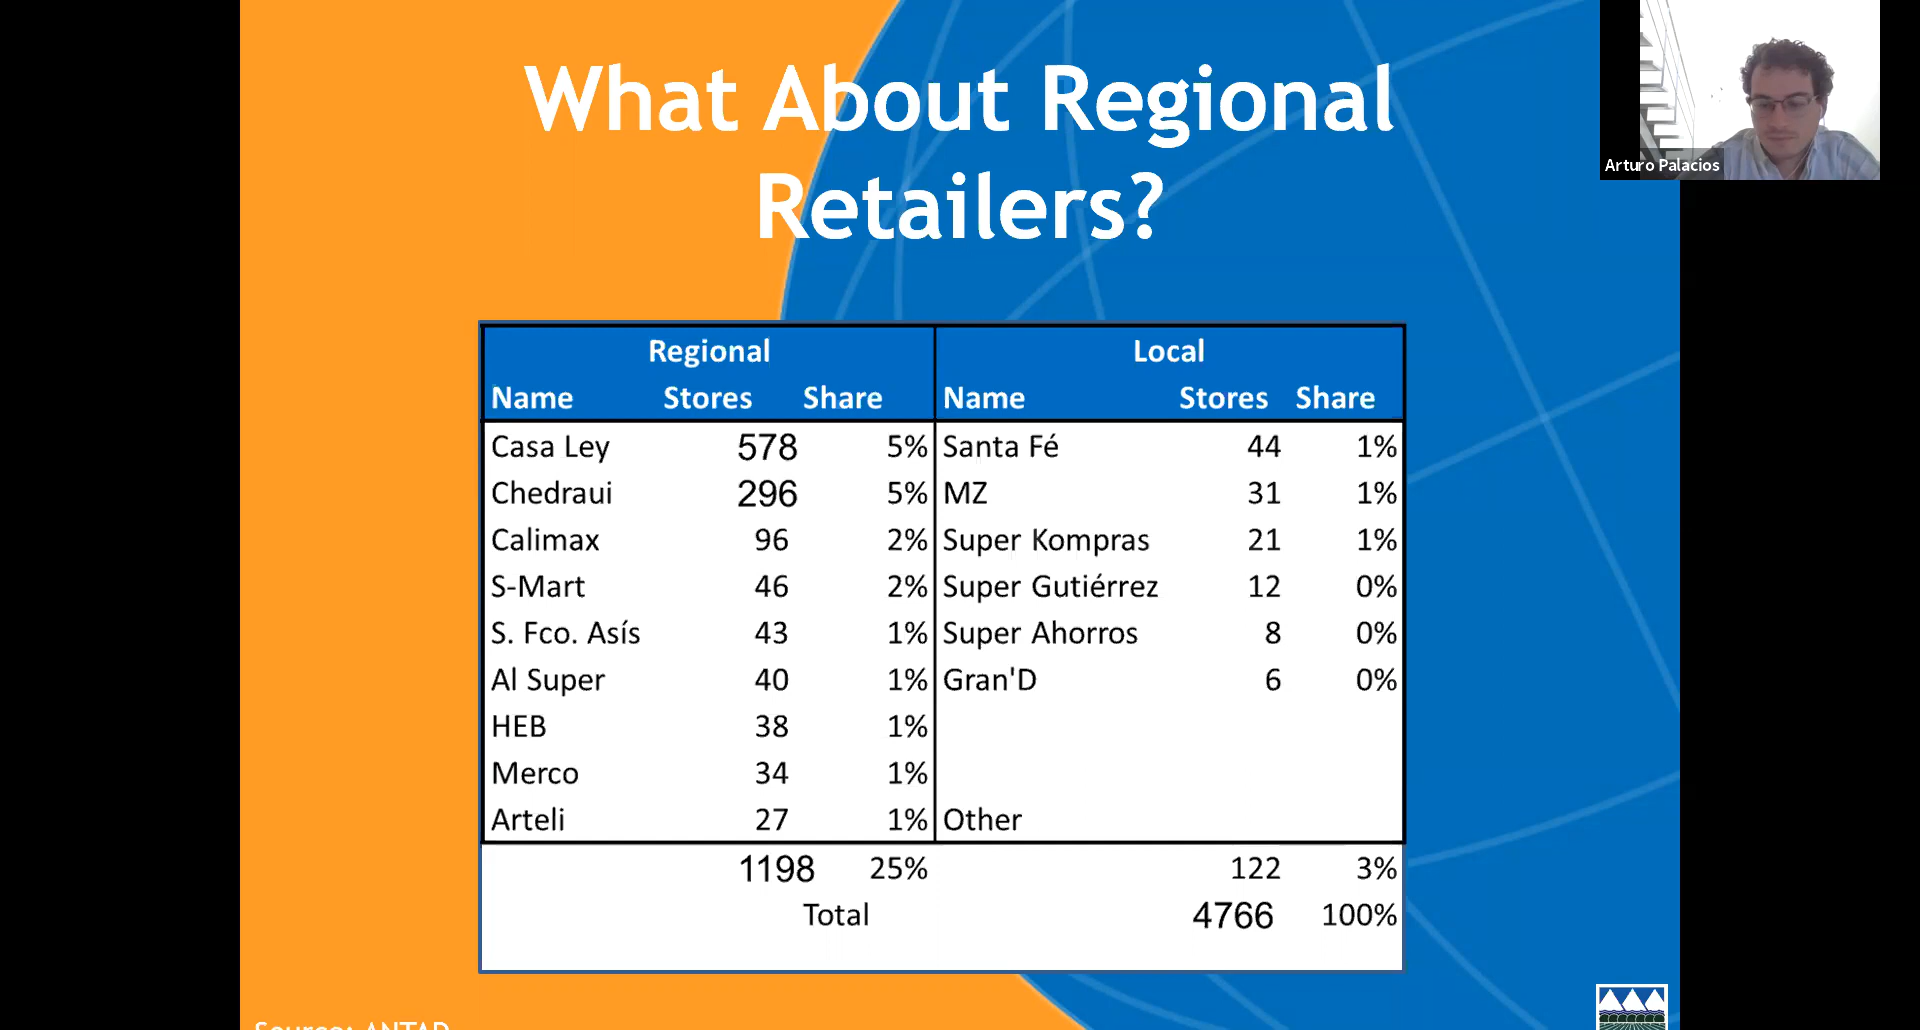 What About Regional
Retailers?
Arturo Palacios
Regional Local
Name Stores Share Name Stores Share
Casa Ley 578 5% Santa Fé 44 1%
Chedraui 296 5% MZ 31 1%
Calimax 96 2% Super Kompras 21 1%
S-Mart 46 2% Super Gutiérrez 12 0%
S. Fco. Asís 43 1% Super Ahorros 8 0%
Al Super 40 1% Gran'D 6 0%
HEB 38 1%
Merco 34 1%
Arteli 27 1% Other
1198 25% 122 3%
Total 4766 100%
Source: ANTAD